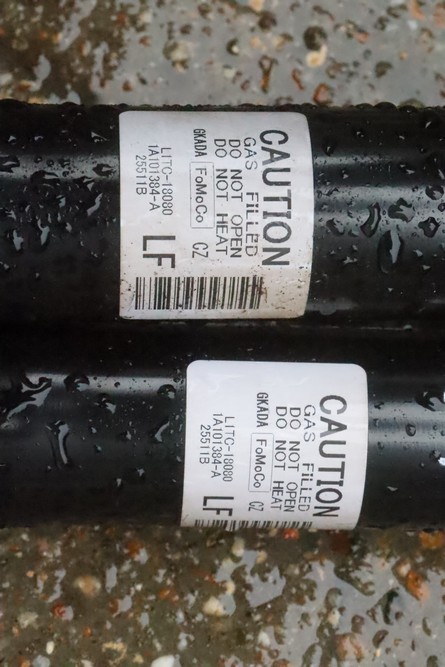 CAUTION
GAS FILLED
DO NOT OPEN
DO NOT HEAT
GKADA FoMoCo CZ
L1TC-18080
1A101384-A
25511B
LF
CAUTION
GAS FILLED
DO NOT OPEN
DO NOT HEAT
GKADA FoMoCo CZ
L1TC-18080
1A101384-A
25511B
LF